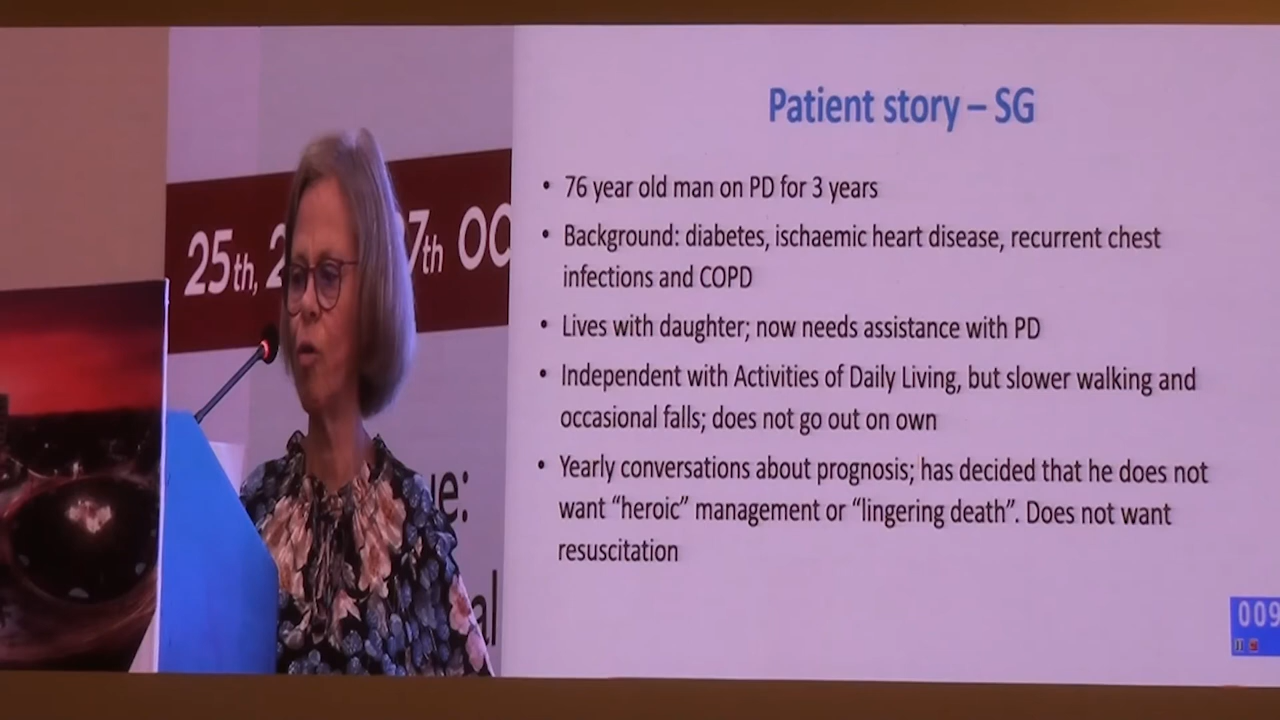 Patient story – SG
25th, 2 7th OC
• 76 year old man on PD for 3 years
• Background: diabetes, ischaemic heart disease, recurrent chest
infections and COPD
• Lives with daughter; now needs assistance with PD
• Independent with Activities of Daily Living, but slower walking and
occasional falls; does not go out on own
• Yearly conversations about prognosis; has decided that he does not
want “heroic” management or “lingering death”. Does not want
resuscitation
e:
al
009